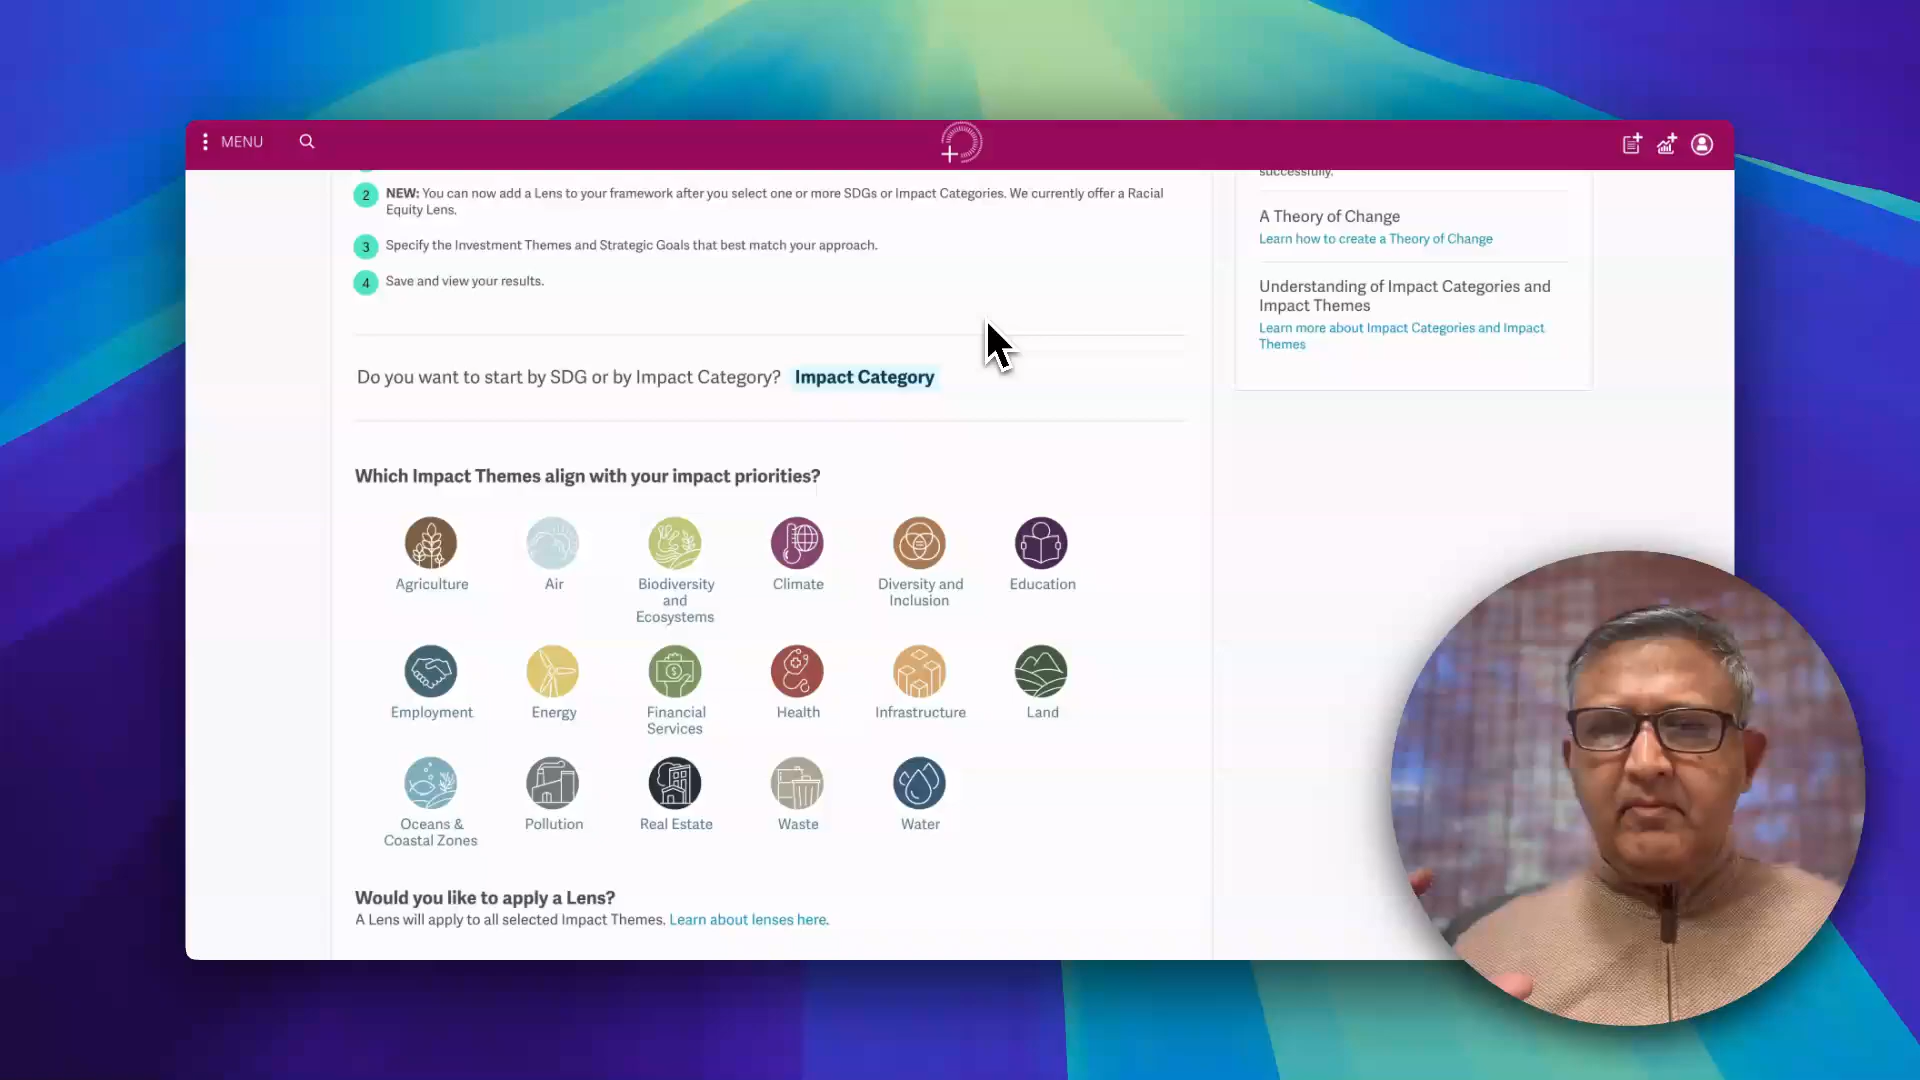 MENU
successfully.
2 NEW: You can now add a Lens to your framework after you select one or more SDGs or Impact Categories. We currently offer a Racial
Equity Lens.
3 Specify the Investment Themes and Strategic Goals that best match your approach.
4 Save and view your results.
A Theory of Change
Learn how to create a Theory of Change
Understanding of Impact Categories and
Impact Themes
Learn more about Impact Categories and Impact
Themes
Do you want to start by SDG or by Impact Category? Impact Category
Which Impact Themes align with your impact priorities?
Agriculture
Air
Biodiversity
and
Ecosystems
Climate
Diversity and
Inclusion
Education
Employment
Energy
Financial
Services
Health
Infrastructure
Land
Oceans &
Coastal Zones
Pollution
Real Estate
Waste
Water
Would you like to apply a Lens?
A Lens will apply to all selected Impact Themes. Learn about lenses here.